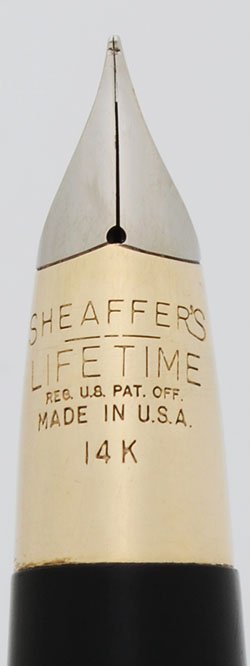 SHEAFFER'S
LIFETIME
REG. U.S. PAT. OFF.
MADE IN U.S.A.
14K